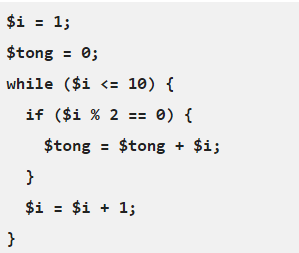 $i = 1;
$tong = 0;
while ($i <= 10) {
  if ($i % 2 == 0) {
    $tong = $tong + $i;
  }
  $i = $i + 1;
}